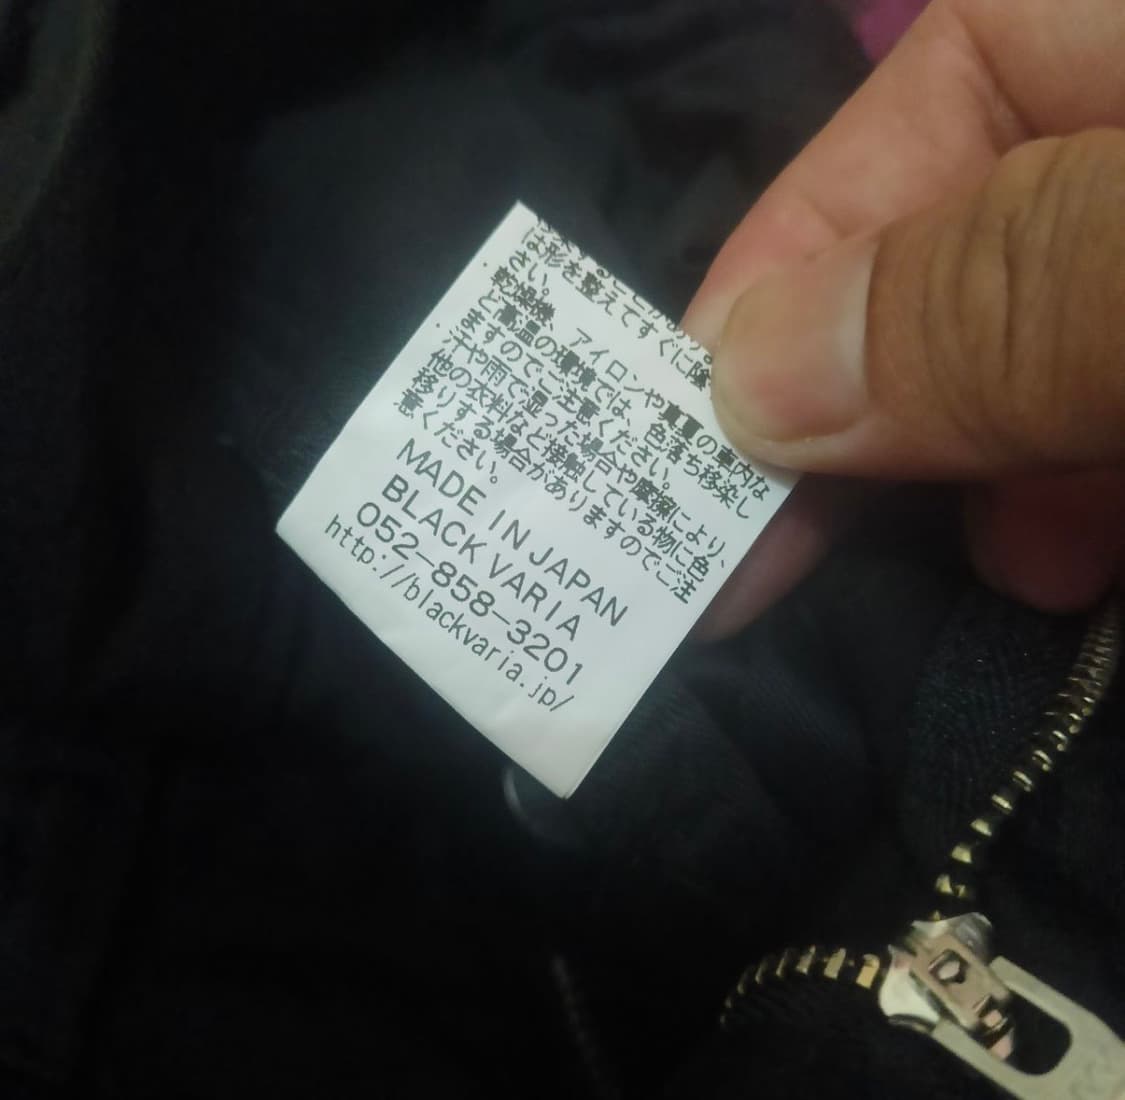 は形を整えてすぐに陰
さい。
乾燥機、アイロンや真夏の車内な
ど高温の環境では、色落ち移染し
ますのでご注意ください。
汗や雨で湿った場合や摩擦により、
他の衣料など接触している物に色
移りする場合がありますのでご注
意ください。
MADE IN JAPAN
BLACK VARIA
052-858-3201
http://blackvaria.jp/